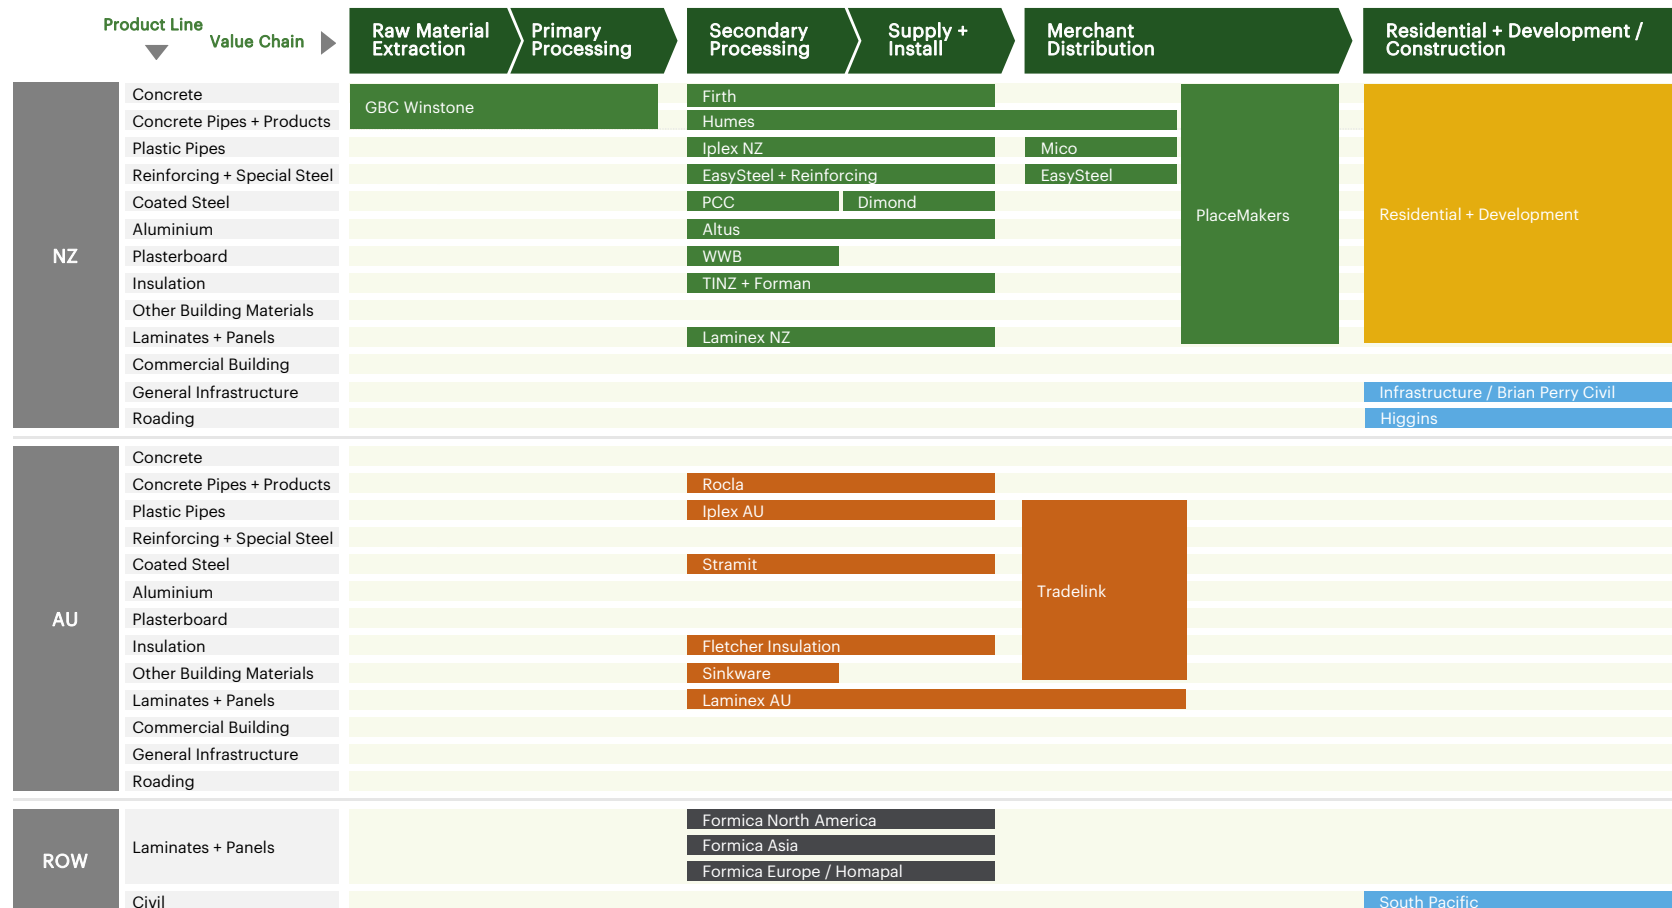 Product Line
Value Chain
Raw Material
Extraction
Primary
Processing
Secondary
Processing
Supply +
Install
Merchant
Distribution
Residential + Development /
Construction
NZ
Concrete
GBC Winstone
Firth
Concrete Pipes + Products
Humes
Plastic Pipes
Iplex NZ
Mico
Reinforcing + Special Steel
EasySteel + Reinforcing
EasySteel
Coated Steel
PCC
Dimond
PlaceMakers
Residential + Development
Aluminium
Altus
Plasterboard
WWB
Insulation
TINZ + Forman
Other Building Materials
Laminates + Panels
Laminex NZ
Commercial Building
General Infrastructure
Infrastructure / Brian Perry Civil
Roading
Higgins
AU
Concrete
Concrete Pipes + Products
Rocla
Plastic Pipes
Iplex AU
Reinforcing + Special Steel
Coated Steel
Stramit
Aluminium
Tradelink
Plasterboard
Insulation
Fletcher Insulation
Other Building Materials
Sinkware
Laminates + Panels
Laminex AU
Commercial Building
General Infrastructure
Roading
ROW
Laminates + Panels
Formica North America
Formica Asia
Formica Europe / Homapal
Civil
South Pacific